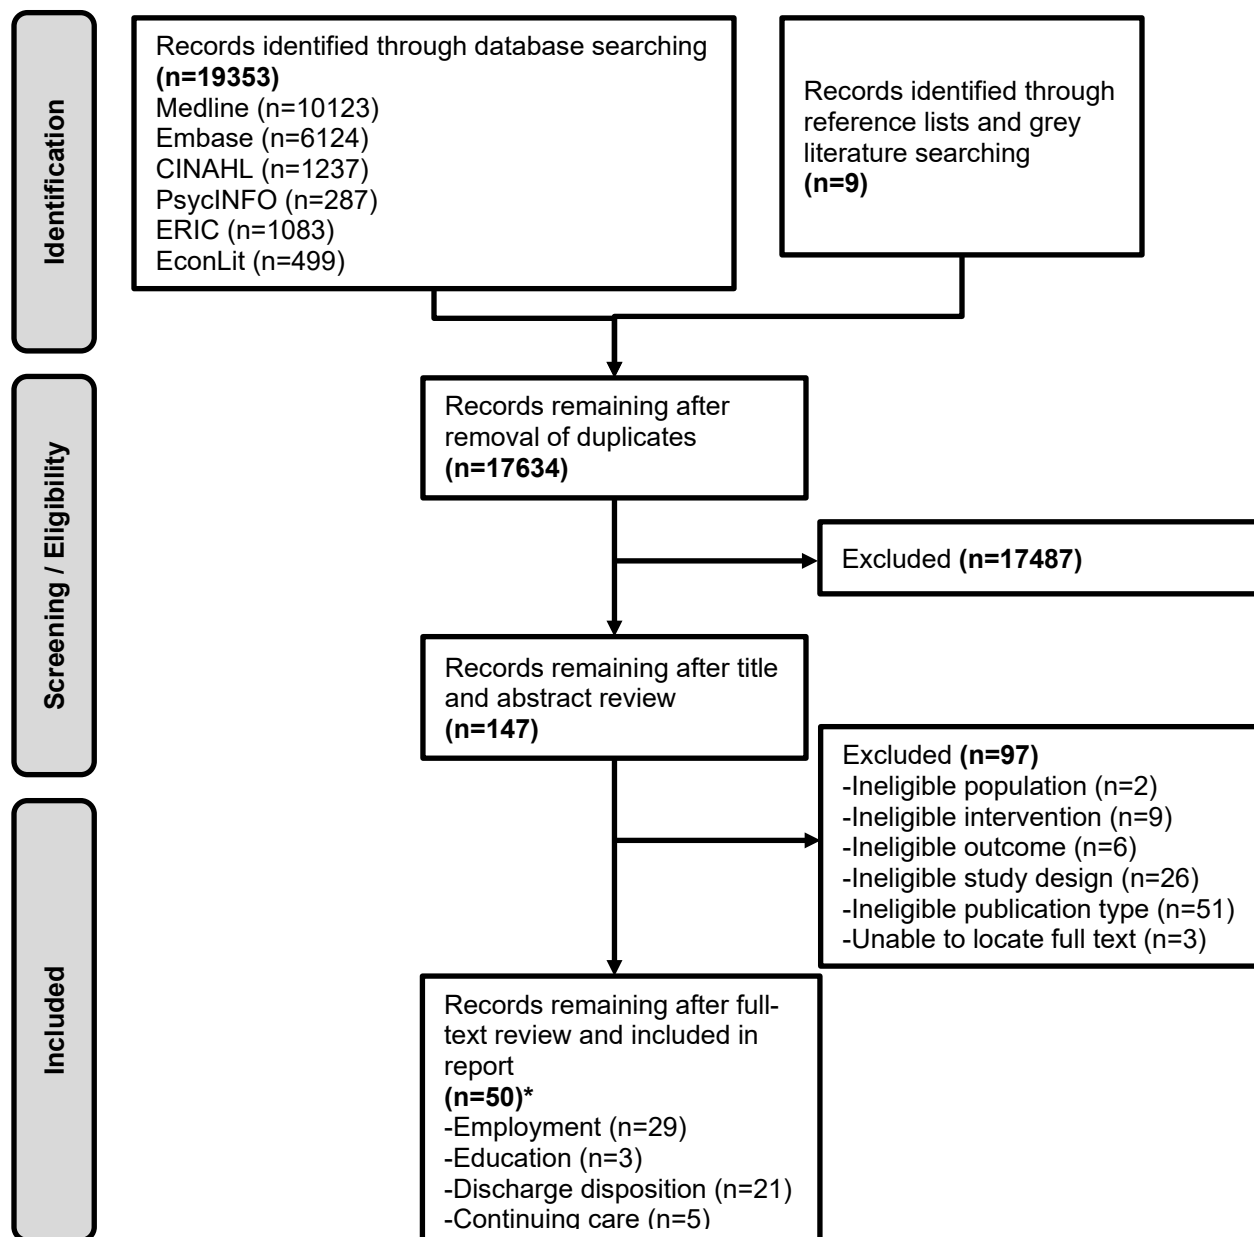 Identification
Records identified through database searching
(n=19353)
Medline (n=10123)
Embase (n=6124)
CINAHL (n=1237)
PsycINFO (n=287)
ERIC (n=1083)
EconLit (n=499)
Records identified through
reference lists and grey
literature searching
(n=9)
Screening / Eligibility
Records remaining after
removal of duplicates
(n=17634)
Excluded (n=17487)
Records remaining after title
and abstract review
(n=147)
Excluded (n=97)
-Ineligible population (n=2)
-Ineligible intervention (n=9)
-Ineligible outcome (n=6)
-Ineligible study design (n=26)
-Ineligible publication type (n=51)
-Unable to locate full text (n=3)
Included
Records remaining after full-
text review and included in
report
(n=50)*
-Employment (n=29)
-Education (n=3)
-Discharge disposition (n=21)
-Continuing care (n=5)